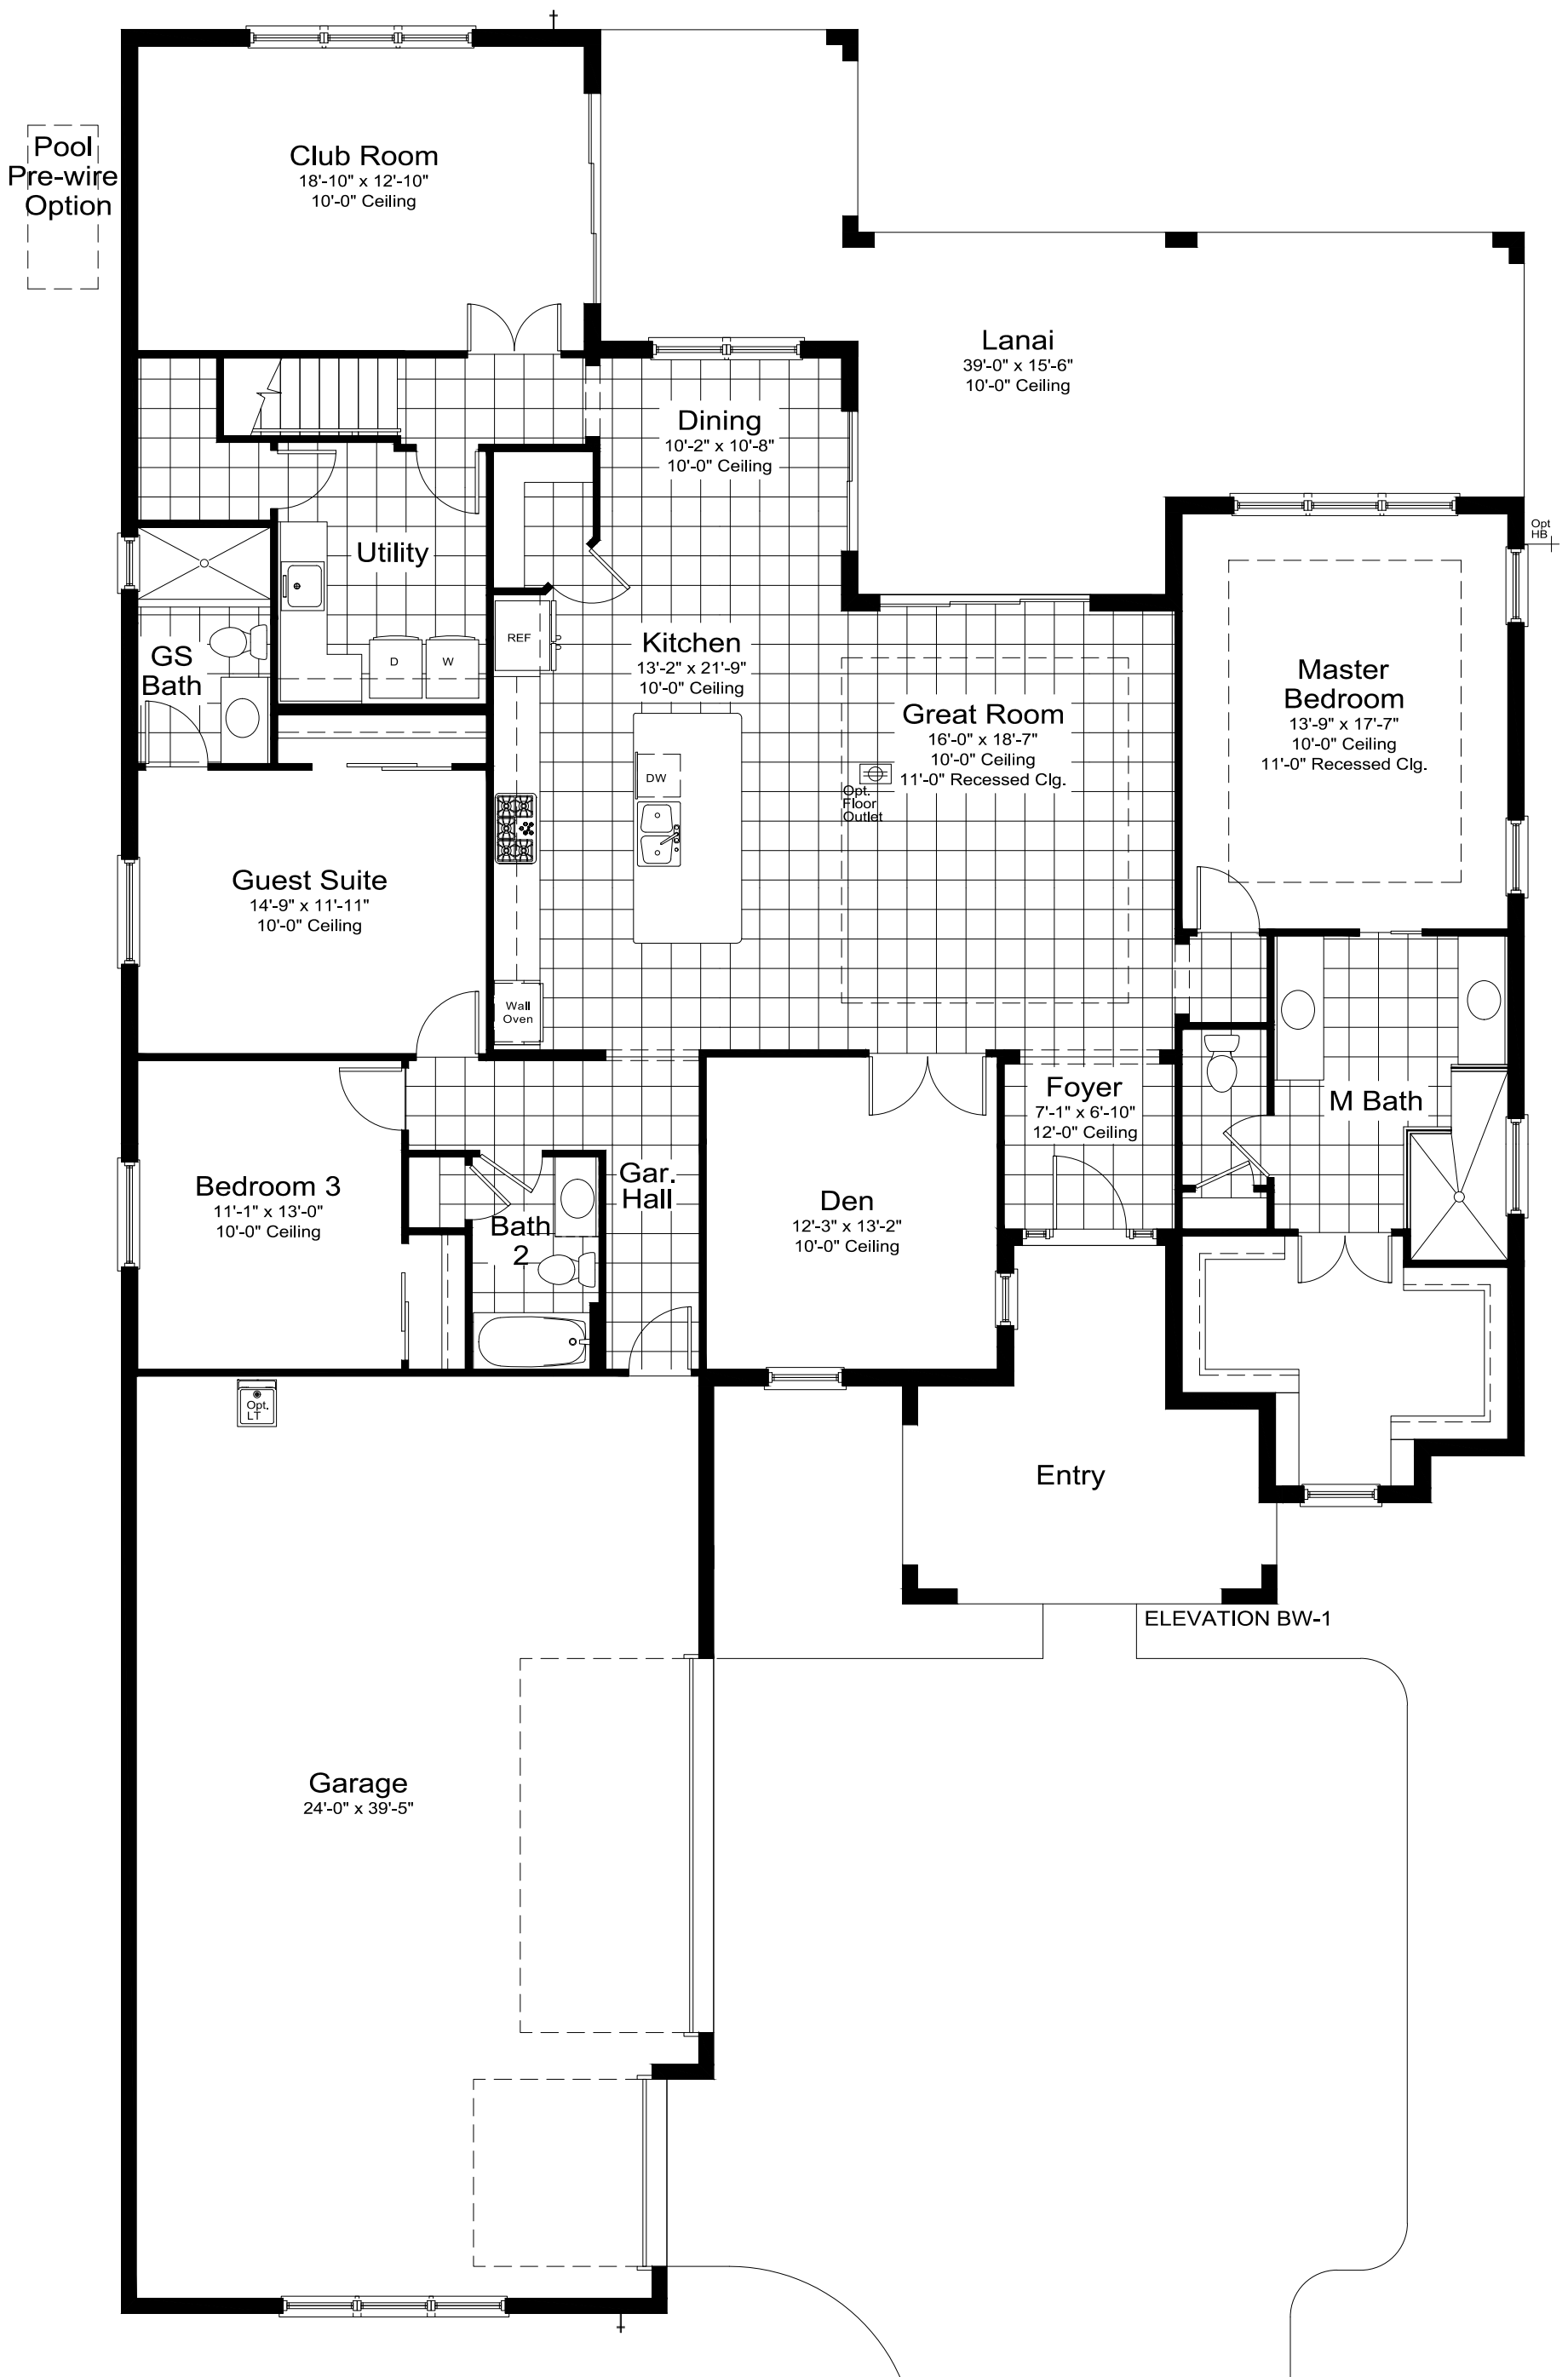 Pool
Pre-wire
Option
Club Room
18'-10" x 12'-10"
10'-0" Ceiling
Lanai
39'-0" x 15'-6"
10'-0" Ceiling
Dining
10'-2" x 10'-8"
10'-0" Ceiling
Opt
HB
Utility
D
W
GS
Bath
REF
Kitchen
13'-2" x 21'-9"
10'-0" Ceiling
DW
Great Room
16'-0" x 18'-7"
10'-0" Ceiling
11'-0" Recessed Clg.
Opt.
Floor
Outlet
Master
Bedroom
13'-9" x 17'-7"
10'-0" Ceiling
11'-0" Recessed Clg.
Guest Suite
14'-9" x 11'-11"
10'-0" Ceiling
Wall
Oven
Foyer
7'-1" x 6'-10"
12'-0" Ceiling
M Bath
Bedroom 3
11'-1" x 13'-0"
10'-0" Ceiling
Bath
2
Gar.
Hall
Den
12'-3" x 13'-2"
10'-0" Ceiling
Opt.
LT
Entry
ELEVATION BW-1
Garage
24'-0" x 39'-5"